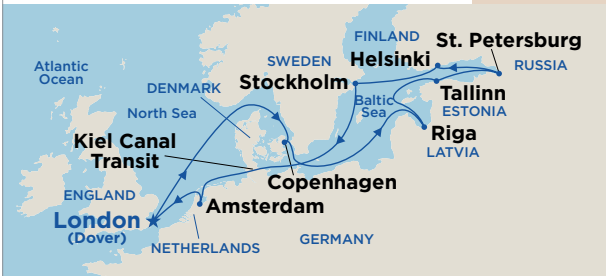 FINLAND
St. Petersburg
Helsinki
Atlantic
Ocean
SWEDEN
RUSSIA
Stockholm
DENMARK
Tallinn
Baltic
Sea
ESTONIA
North Sea
Riga
Kiel Canal
Transit
LATVIA
Copenhagen
ENGLAND
Amsterdam
London
(Dover)
NETHERLANDS
GERMANY